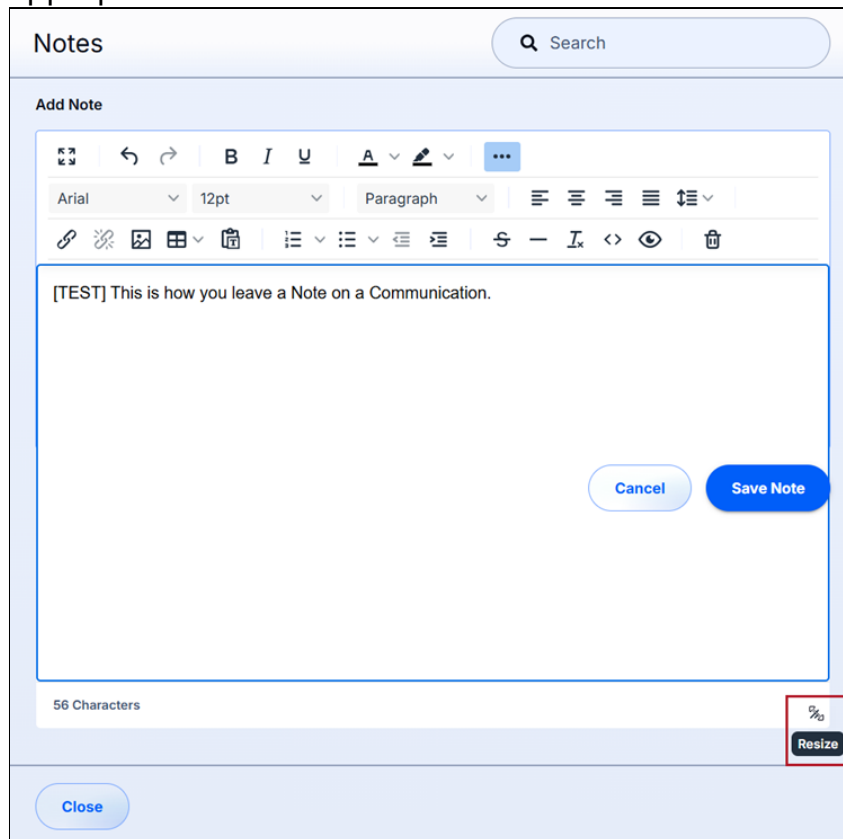 Notes
Search
Add Note
B I U A
Arial 12pt Paragraph
[TEST] This is how you leave a Note on a Communication.
Cancel Save Note
56 Characters
Resize
Close